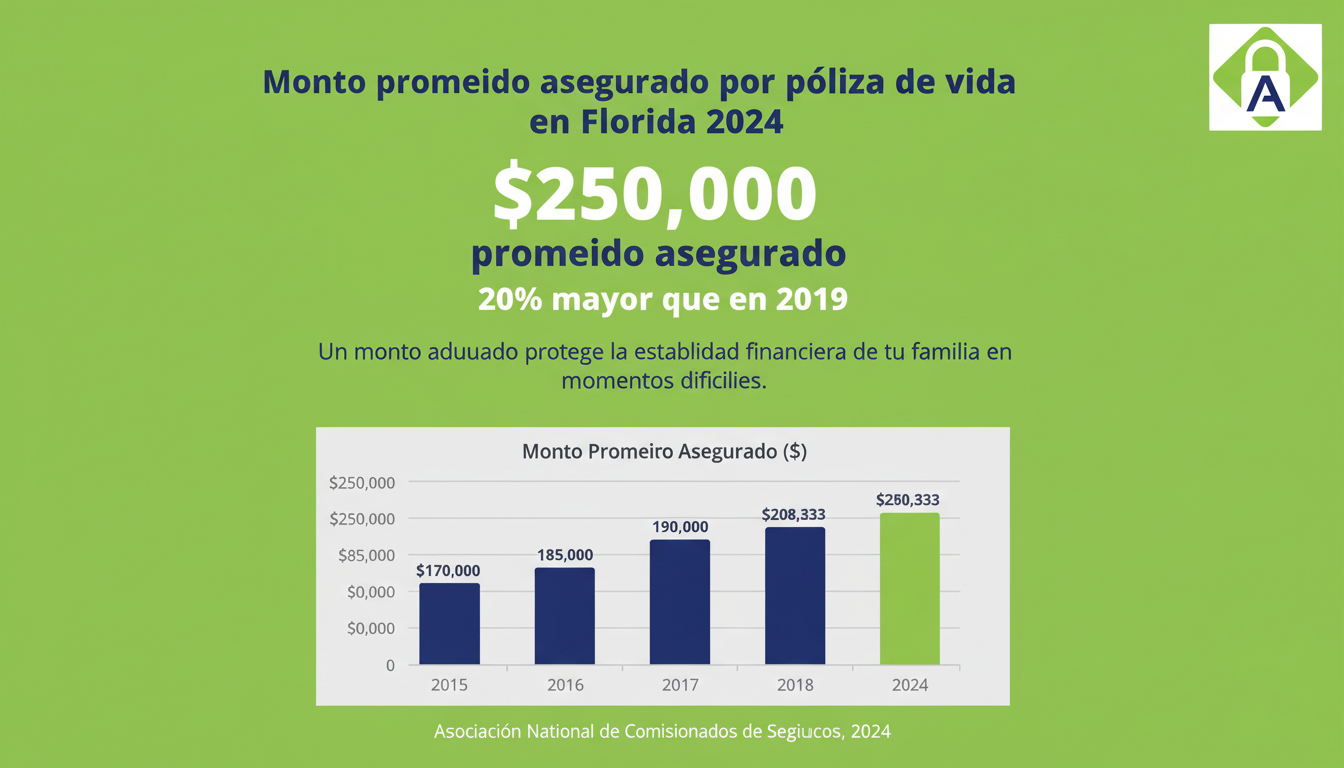 A
Monto promeido asegurado por póliza de vida
en Florida 2024
$250,000
promeido asegurado
20% mayor que en 2019
Un monto aduuado protege la establidad financiera de tu familia en
momentos dificilies.
Monto Promeiro Asegurado ($)
$250,000
$250,000
$85,000
$0,000
$0,000
0
$170,000
185,000
190,000
$208,333
$260,333
2015
2016
2017
2018
2024
Asociación National de Comisionados de Segiucos, 2024